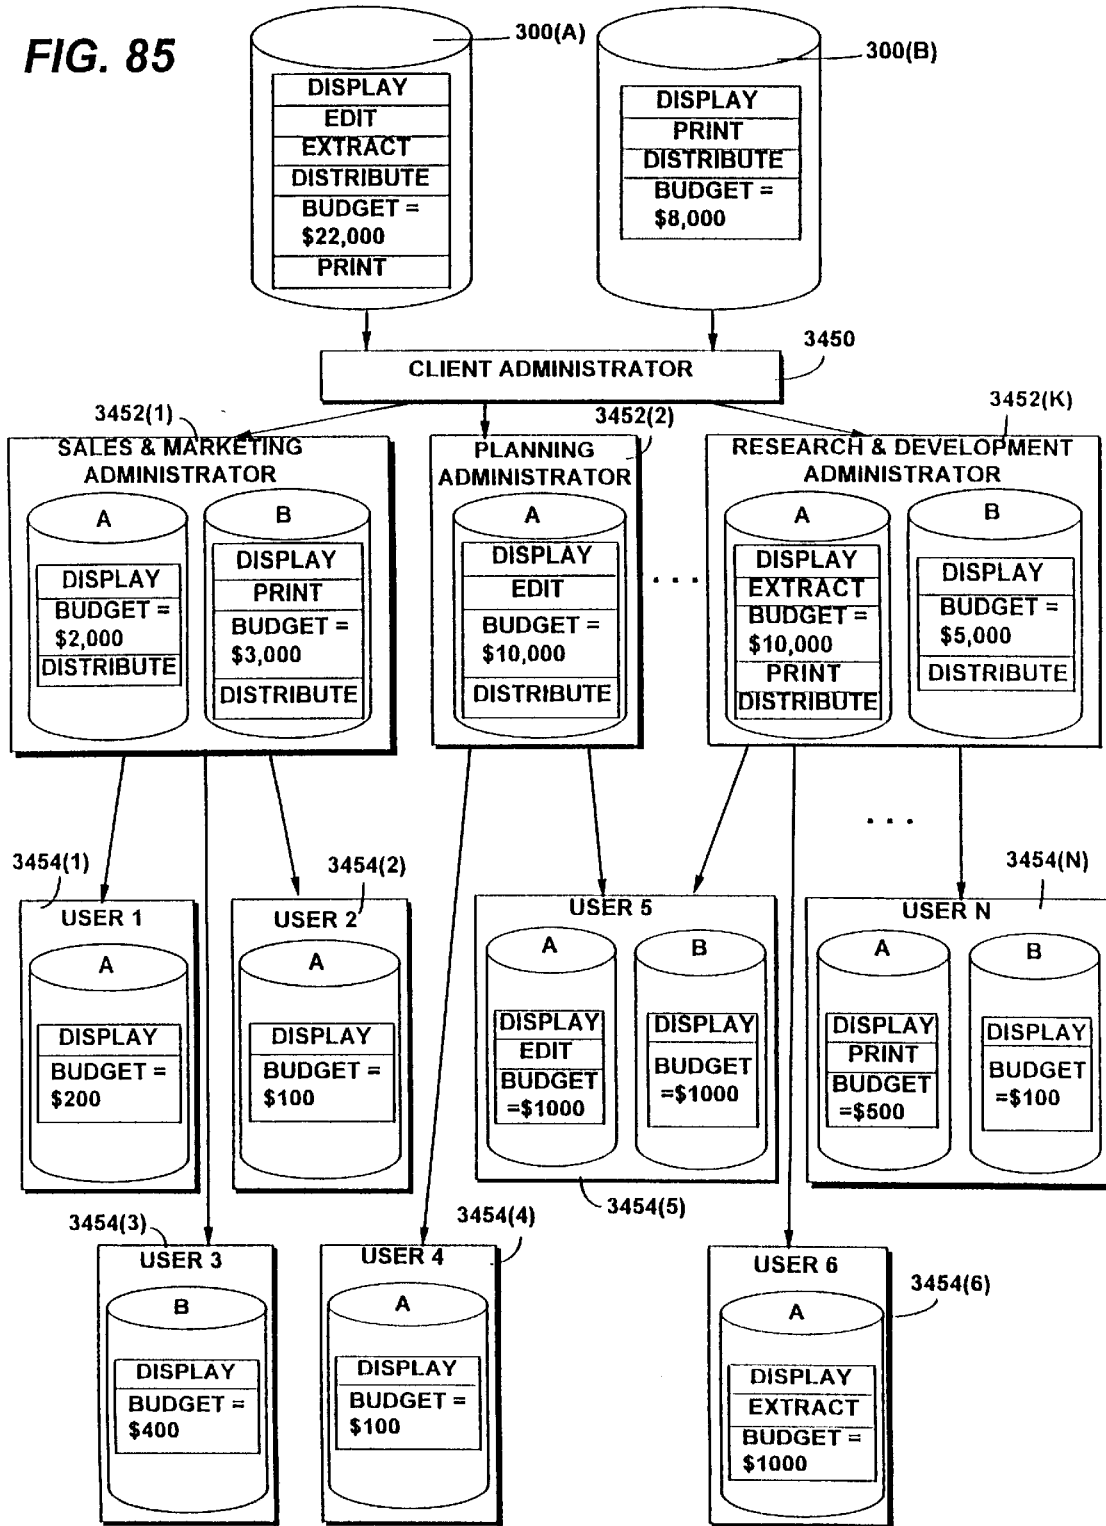 FIG. 85
300(A)
DISPLAY
EDIT
EXTRACT
DISTRIBUTE
BUDGET =
$22,000
PRINT
300(B)
DISPLAY
PRINT
DISTRIBUTE
BUDGET =
$8,000
3450
CLIENT ADMINISTRATOR
3452(1)
SALES & MARKETING
ADMINISTRATOR
A
DISPLAY
BUDGET =
$2,000
DISTRIBUTE
B
DISPLAY
PRINT
BUDGET =
$3,000
DISTRIBUTE
3452(2)
PLANNING
ADMINISTRATOR
A
DISPLAY
EDIT
BUDGET =
$10,000
DISTRIBUTE
. . .
3452(K)
RESEARCH & DEVELOPMENT
ADMINISTRATOR
A
DISPLAY
EXTRACT
BUDGET =
$10,000
PRINT
DISTRIBUTE
B
DISPLAY
BUDGET =
$5,000
DISTRIBUTE
. . .
3454(1)
USER 1
A
DISPLAY
BUDGET =
$200
3454(2)
USER 2
A
DISPLAY
BUDGET =
$100
USER 5
A
DISPLAY
EDIT
BUDGET
=$1000
B
DISPLAY
BUDGET
=$1000
3454(5)
3454(N)
USER N
A
DISPLAY
PRINT
BUDGET
=$500
B
DISPLAY
BUDGET
=$100
3454(3)
USER 3
B
DISPLAY
BUDGET =
$400
3454(4)
USER 4
A
DISPLAY
BUDGET =
$100
USER 6
3454(6)
A
DISPLAY
EXTRACT
BUDGET =
$1000